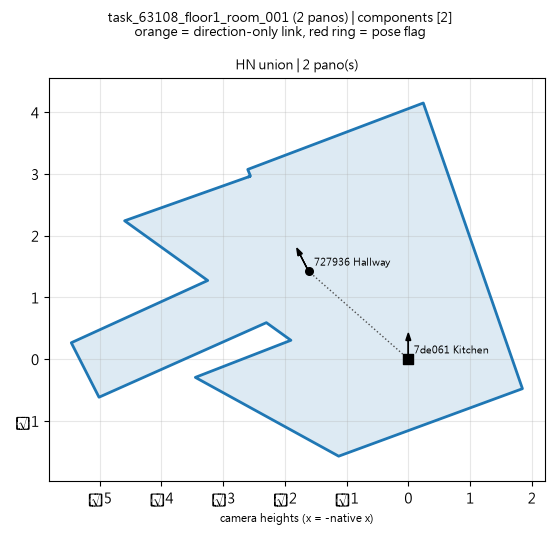 task_63108_floor1_room_001 (2 panos) | components [2]
orange = direction-only link, red ring = pose flag
HN union | 2 pano(s)
4
3
2
1
0
√1
727936 Hallway
7de061 Kitchen
√5 √4 √3 √2 √1 0 1 2
camera heights (x = -native x)